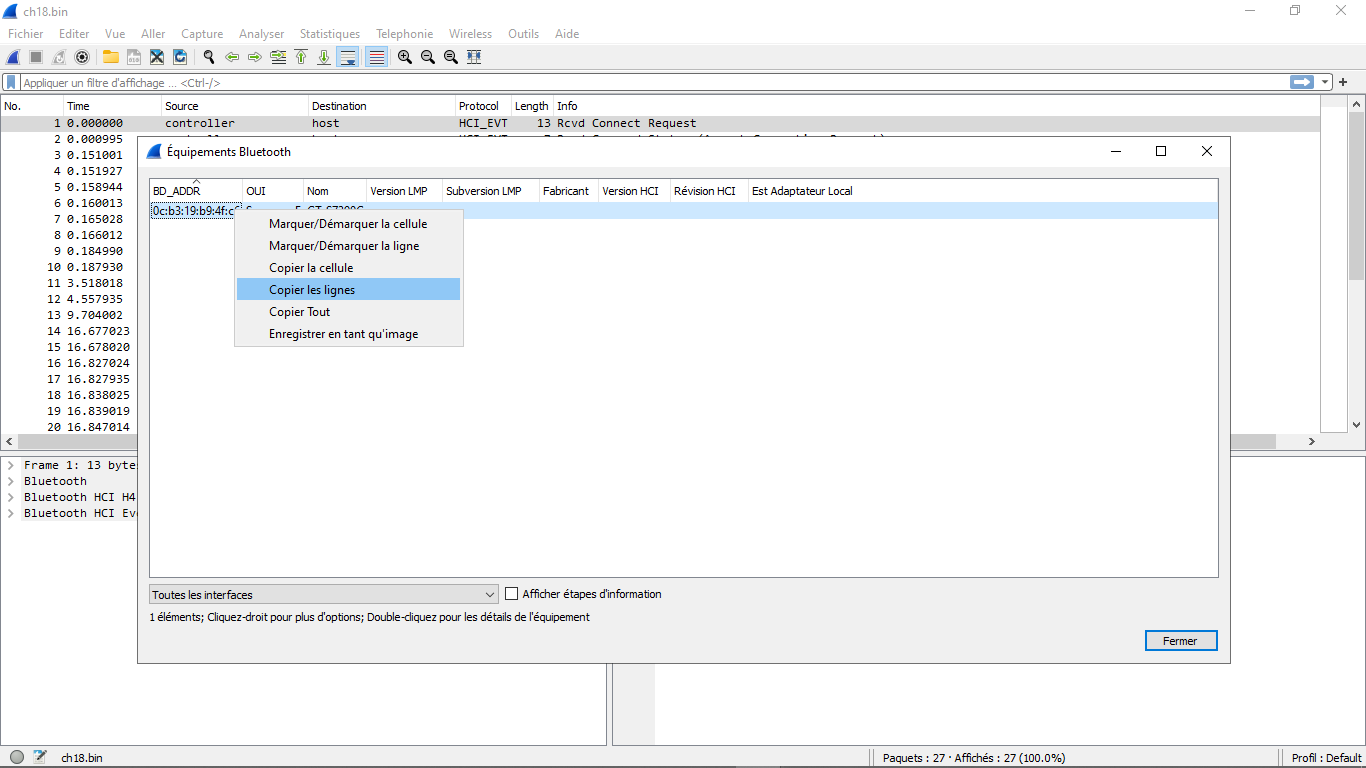 ch18.bin
Fichier Editer Vue Aller Capture Analyser Statistiques Telephonie Wireless Outils Aide
Appliquer un filtre d'affichage ... <Ctrl-/>
No. Time Source Destination Protocol Length Info
1 0.000000 controller host HCI_EVT 13 Rcvd Connect Request
2 0.000995
3 0.151001
4 0.151927
5 0.158944
6 0.160013
7 0.165028
8 0.166012
9 0.184990
10 0.187930
11 3.518018
12 4.557935
13 9.704002
14 16.677023
15 16.678020
16 16.827024
17 16.827935
18 16.838025
19 16.839019
20 16.847014
Équipements Bluetooth
BD_ADDR OUI Nom Version LMP Subversion LMP Fabricant Version HCI Révision HCI Est Adaptateur Local
0c:b3:19:b9:4f:c
Marquer/Démarquer la cellule
Marquer/Démarquer la ligne
Copier la cellule
Copier les lignes
Copier Tout
Enregistrer en tant qu'image
Toutes les interfaces
Afficher étapes d'information
1 éléments; Cliquez-droit pour plus d'options; Double-cliquez pour les détails de l'équipement
Fermer
Frame 1: 13 byte
Bluetooth
Bluetooth HCI H4
Bluetooth HCI Ev
ch18.bin
Paquets : 27 · Affichés : 27 (100.0%)
Profil : Default